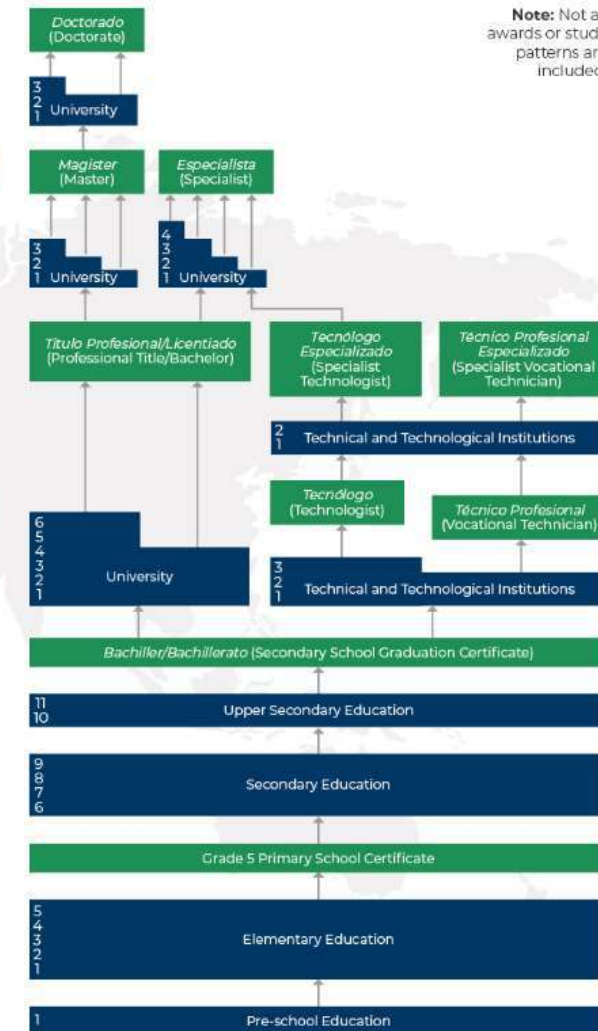 Note: Not a
awards or stud
patterns ar
included
Doctorado
(Doctorate)
3
2
1 University
Magister
(Master)
Especialista
(Specialist)
3
2
1 University
4
3
2
1 University
Titulo Profesional/Licentiado
(Professional Title/Bachelor)
Tecnólogo
Especializado
(Specialist
Technologist)
Técnico Profesional
Especializado
(Specialist Vocational
Technician)
2
1 Technical and Technological Institutions
Tecnólogo
(Technologist)
Técnico Profesional
(Vocational Technician)
6
5
4
3
2
1
University
3
2
1 Technical and Technological Institutions
Bachiller/Bachillerato (Secondary School Graduation Certificate)
11
10
Upper Secondary Education
9
8
7
6
Secondary Education
Grade 5 Primary School Certificate
5
4
3
2
1
Elementary Education
1 Pre-school Education